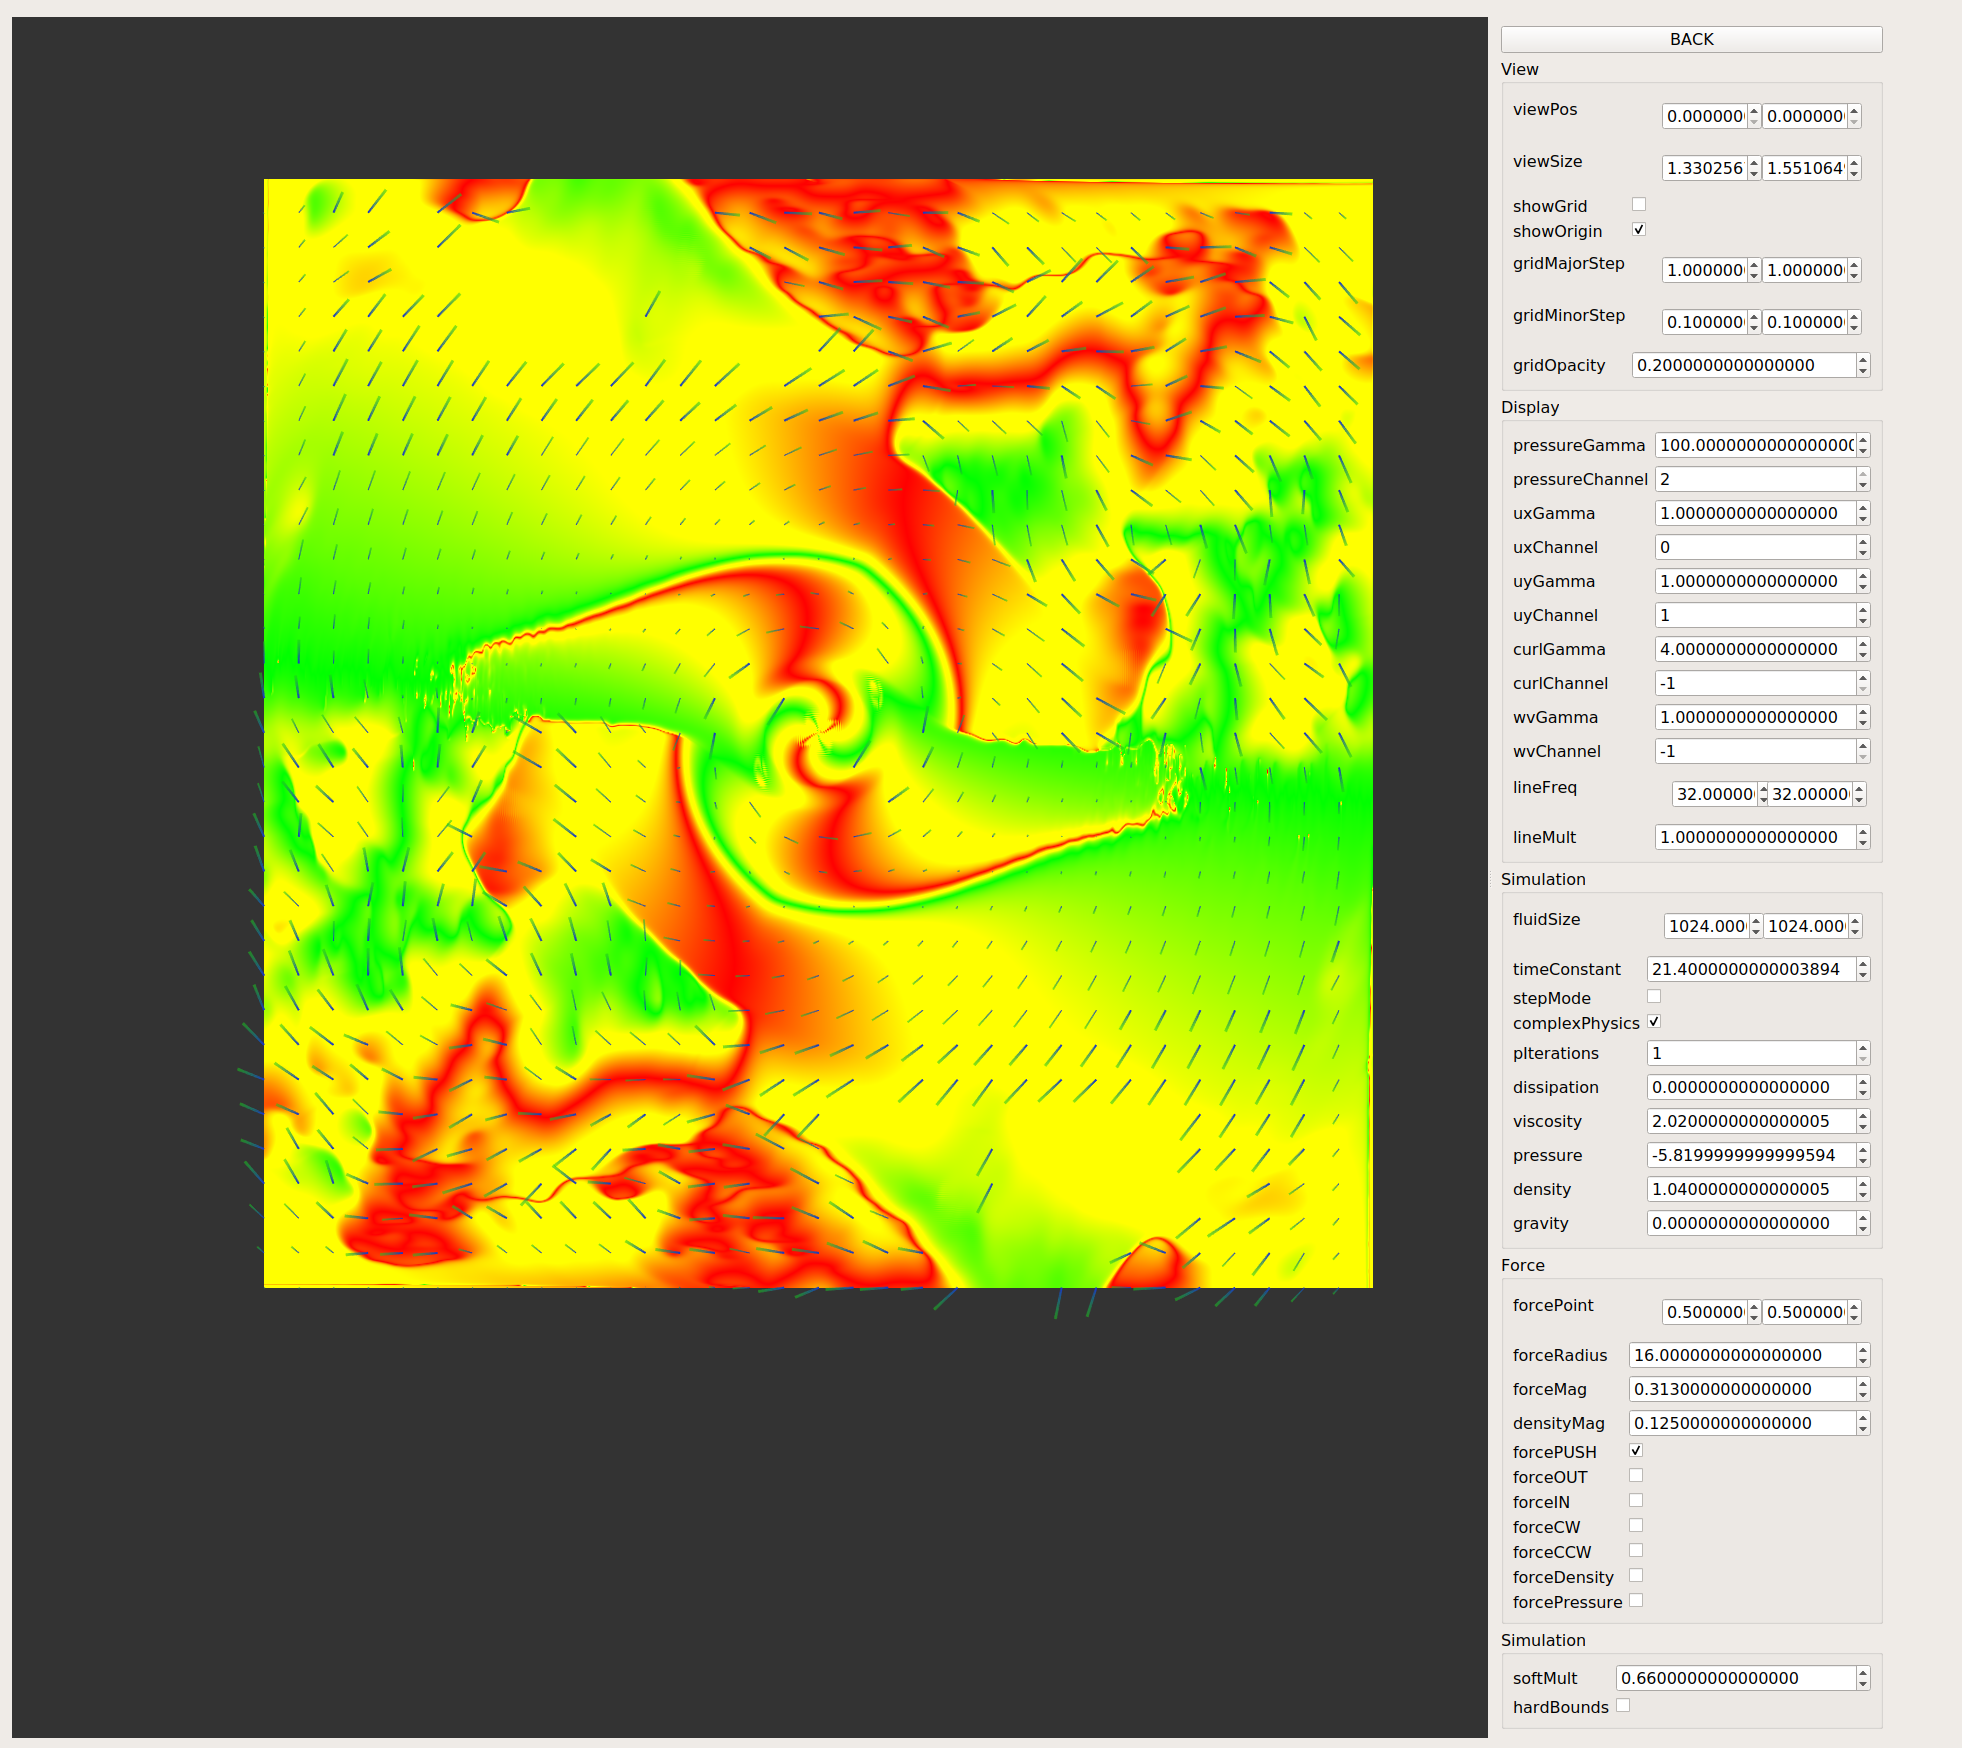 BACK
View
viewPos 0.000000 0.000000
viewSize 1.330256 1.551064
showGrid
showOrigin
gridMajorStep 1.000000 1.000000
gridMinorStep 0.100000 0.100000
gridOpacity 0.2000000000000000
Display
pressureGamma 100.0000000000000000
pressureChannel 2
uxGamma 1.0000000000000000
uxChannel 0
uyGamma 1.0000000000000000
uyChannel 1
curlGamma 4.0000000000000000
curlChannel -1
wvGamma 1.0000000000000000
wvChannel -1
lineFreq 32.00000 32.00000
lineMult 1.0000000000000000
Simulation
fluidSize 1024.000 1024.000
timeConstant 21.4000000000003894
stepMode
complexPhysics
pIterations 1
dissipation 0.0000000000000000
viscosity 2.0200000000000005
pressure -5.8199999999999594
density 1.0400000000000005
gravity 0.0000000000000000
Force
forcePoint 0.500000 0.500000
forceRadius 16.0000000000000000
forceMag 0.3130000000000000
densityMag 0.1250000000000000
forcePUSH
forceOUT
forceIN
forceCW
forceCCW
forceDensity
forcePressure
Simulation
softMult 0.6600000000000000
hardBounds